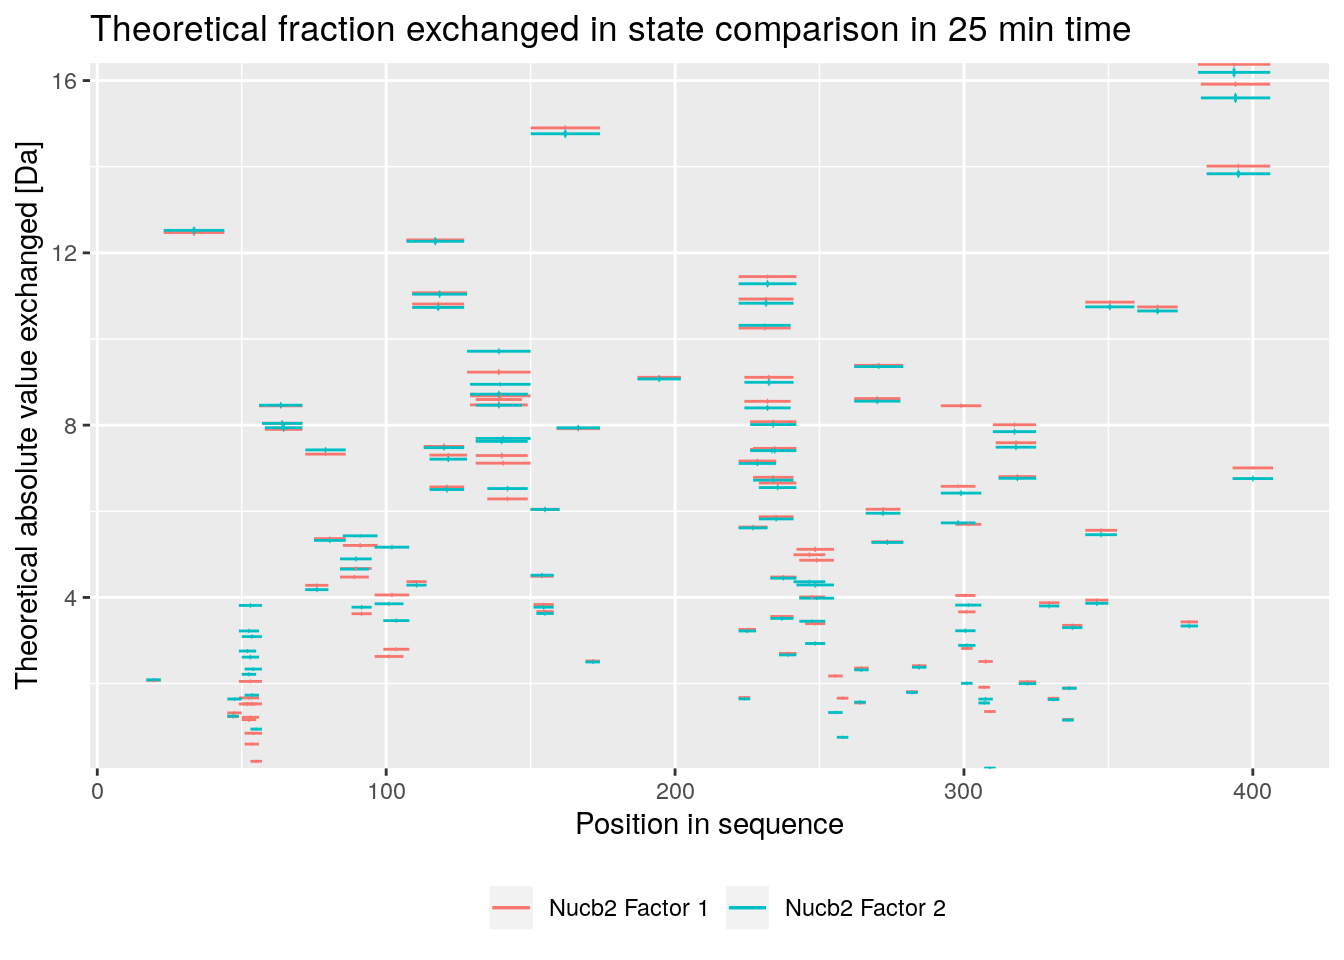 Theoretical fraction exchanged in state comparison in 25 min time
Theoretical absolute value exchanged [Da]
16
12
8
4
0 100 200 300 400
Position in sequence
Nucb2 Factor 1 Nucb2 Factor 2